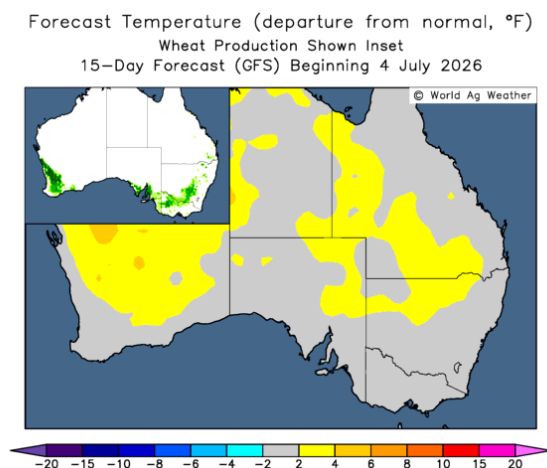 Forecast Temperature (departure from normal, °F)
Wheat Production Shown Inset
15-Day Forecast (GFS) Beginning 4 July 2026
© World Ag Weather
-20 -15 -10 -8 -6 -4 -2 2 4 6 8 10 15 20